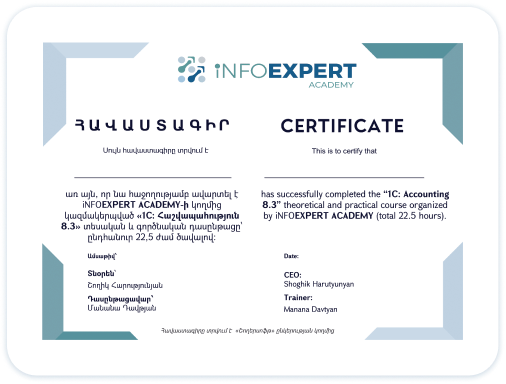 iNFOEXPERT
ACADEMY
ՀԱՎԱՍՏԱԳԻՐ
Սույն հավաստագիրը տրվում է
առ այն, որ նա հաջողությամբ ավարտել է
iNFOEXPERT ACADEMY-ի կողմից
կազմակերպված «1C: Հաշվապահություն
8.3» տեսական և գործնական դասընթացը՝
ընդհանուր 22,5 ժամ ծավալով:
Ամսաթիվ՝
Տնօրեն՝
Շողիկ Հարությունյան
Դասընթացավար՝
Մանանա Դավթյան
CERTIFICATE
This is to certify that
has successfully completed the “1C: Accounting
8.3” theoretical and practical course organized
by iNFOEXPERT ACADEMY (total 22.5 hours).
Date:
CEO:
Shoghik Harutyunyan
Trainer:
Manana Davtyan
Հավաստագիրը տրվում է «Շողերսոֆթ» ընկերության կողմից